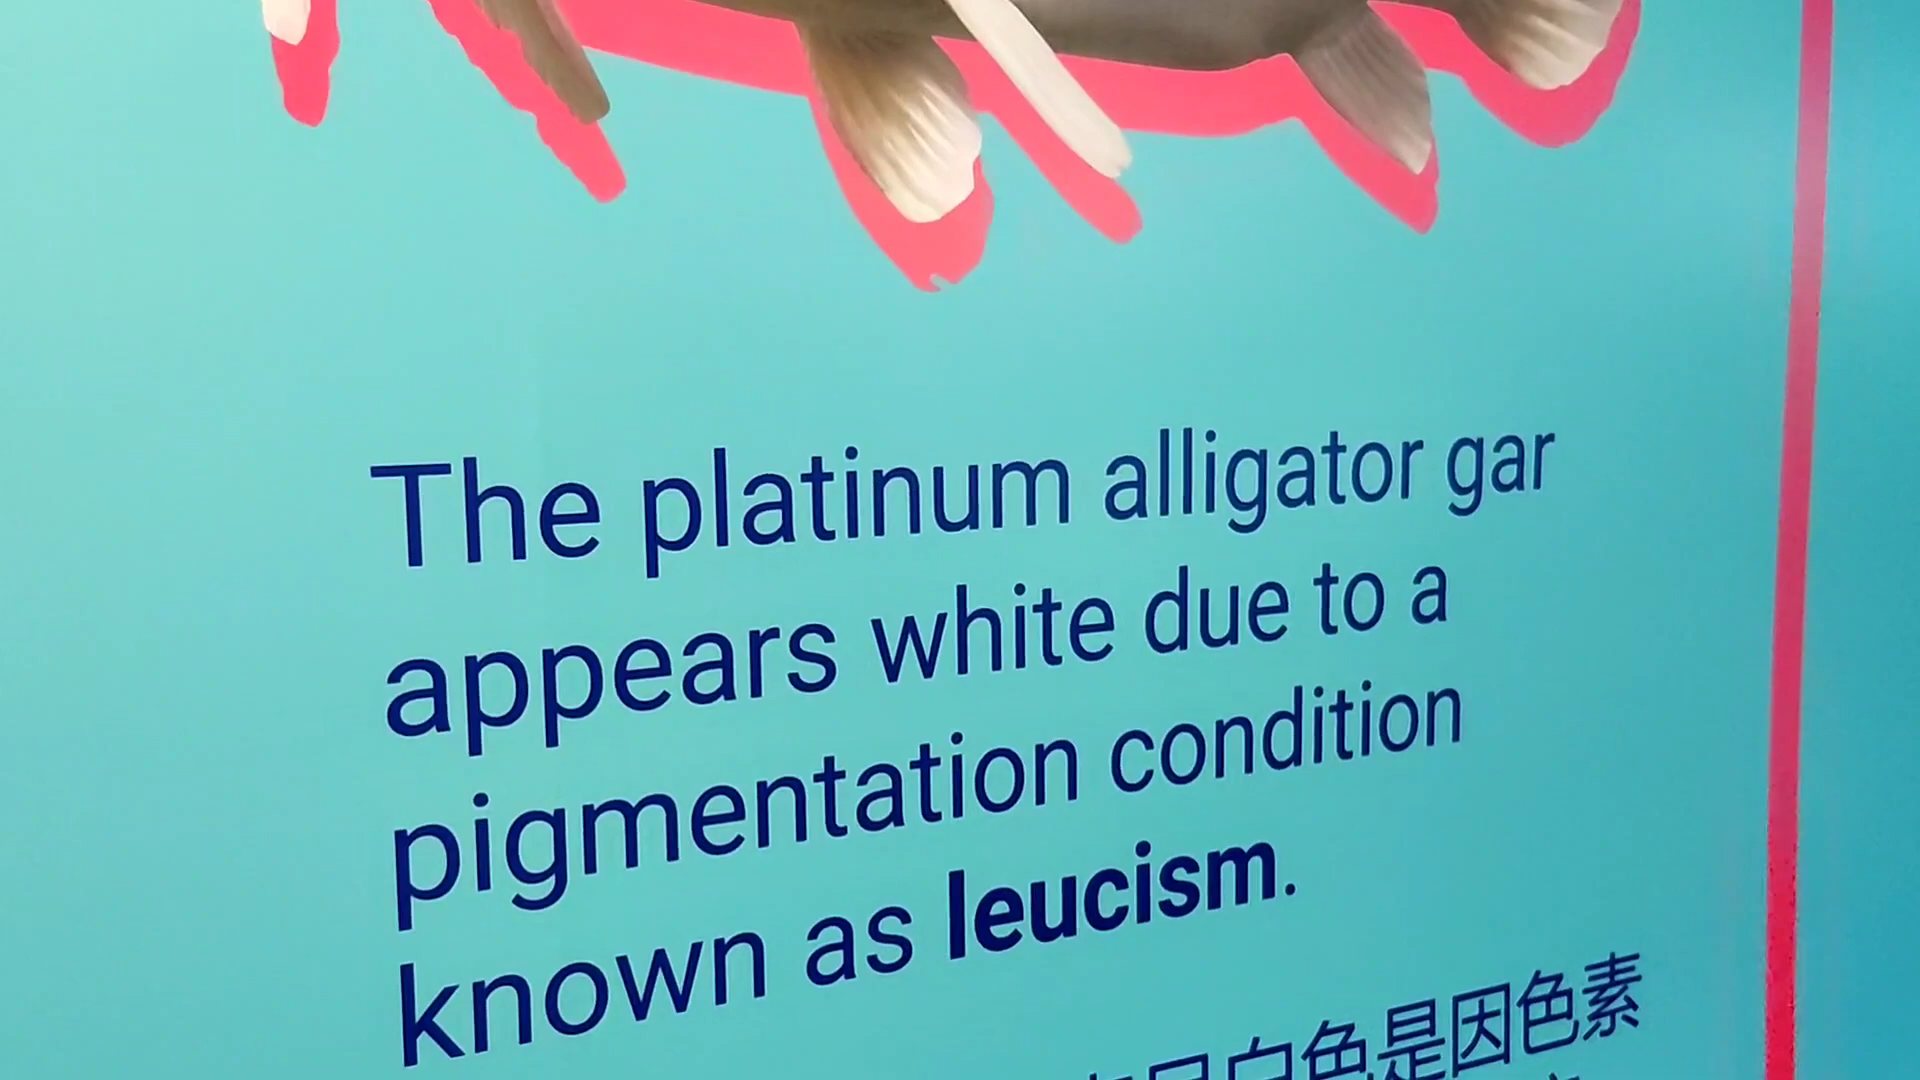 The platinum alligator gar
appears white due to a
pigmentation condition
known as leucism.
白色是因色素